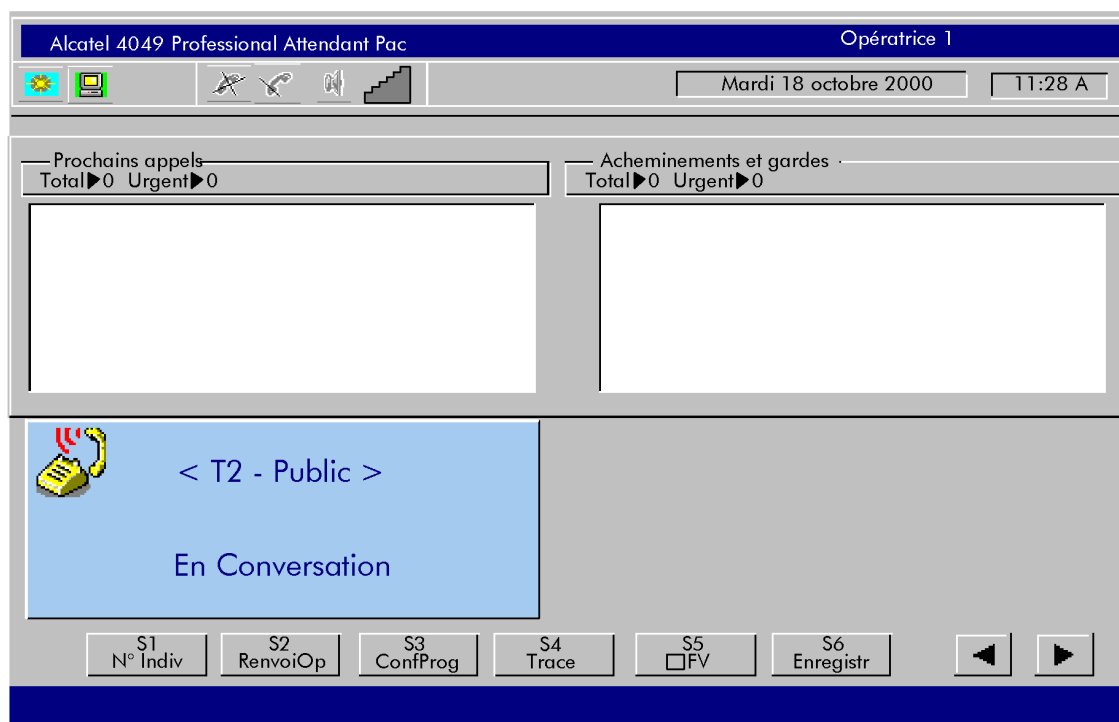 Alcatel 4049 Professional Attendant Pac
Opératrice 1
Mardi 18 octobre 2000
11:28 A
Prochains appels
Total▶0 Urgent▶0
Acheminements et gardes
Total▶0 Urgent▶0
< T2 - Public >
En Conversation
S1
N° Indiv
S2
RenvoiOp
S3
ConfProg
S4
Trace
S5
□FV
S6
Enregistr